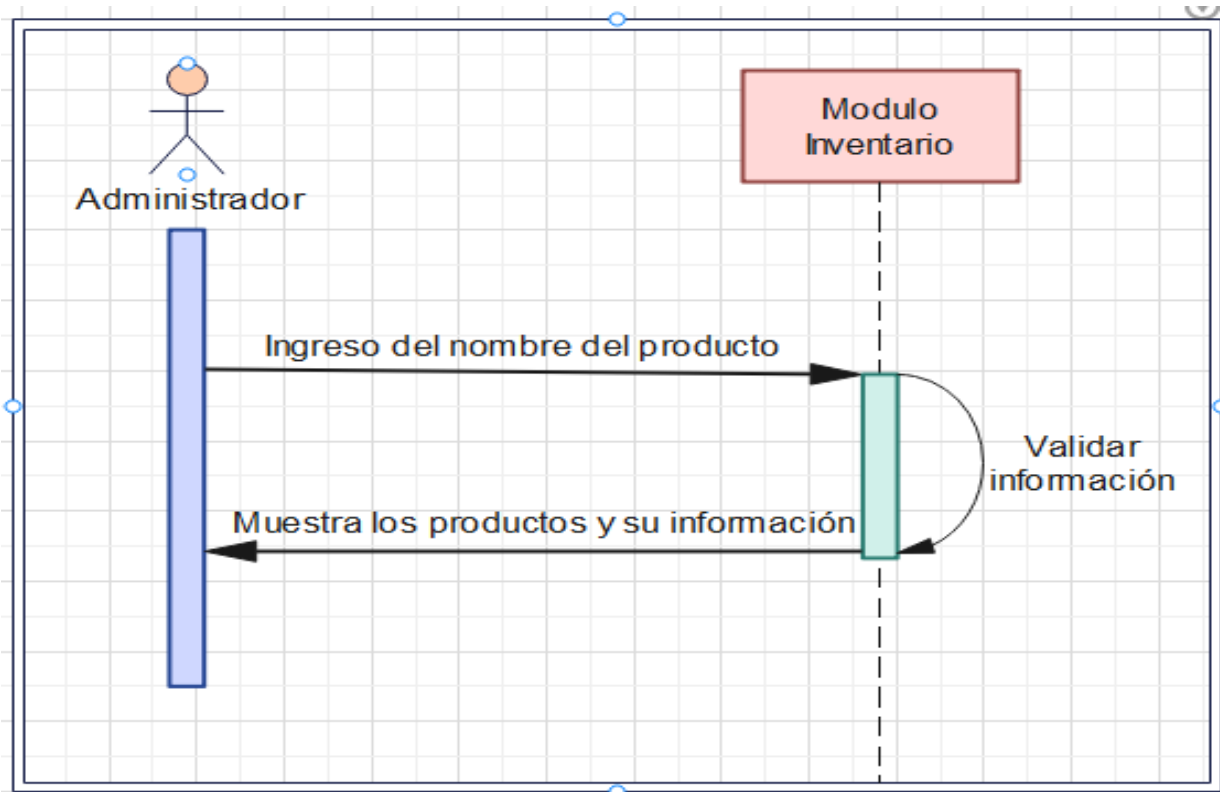 Modulo
Inventario
Administrador
Ingreso del nombre del producto
Validar
información
Muestra los productos y su información